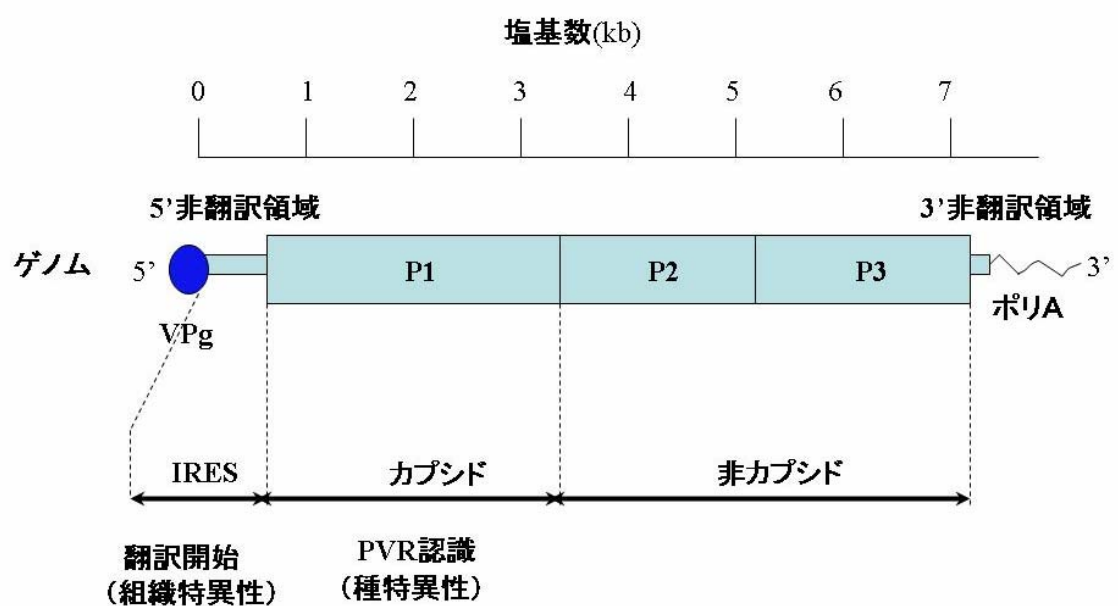 塩基数(kb)
0 1 2 3 4 5 6 7
5’非翻訳領域 3’非翻訳領域
ゲノム 5’ P1 P2 P3 3’
VPg ポリA
IRES カプシド 非カプシド
翻訳開始 PVR認識
(組織特異性) (種特異性)